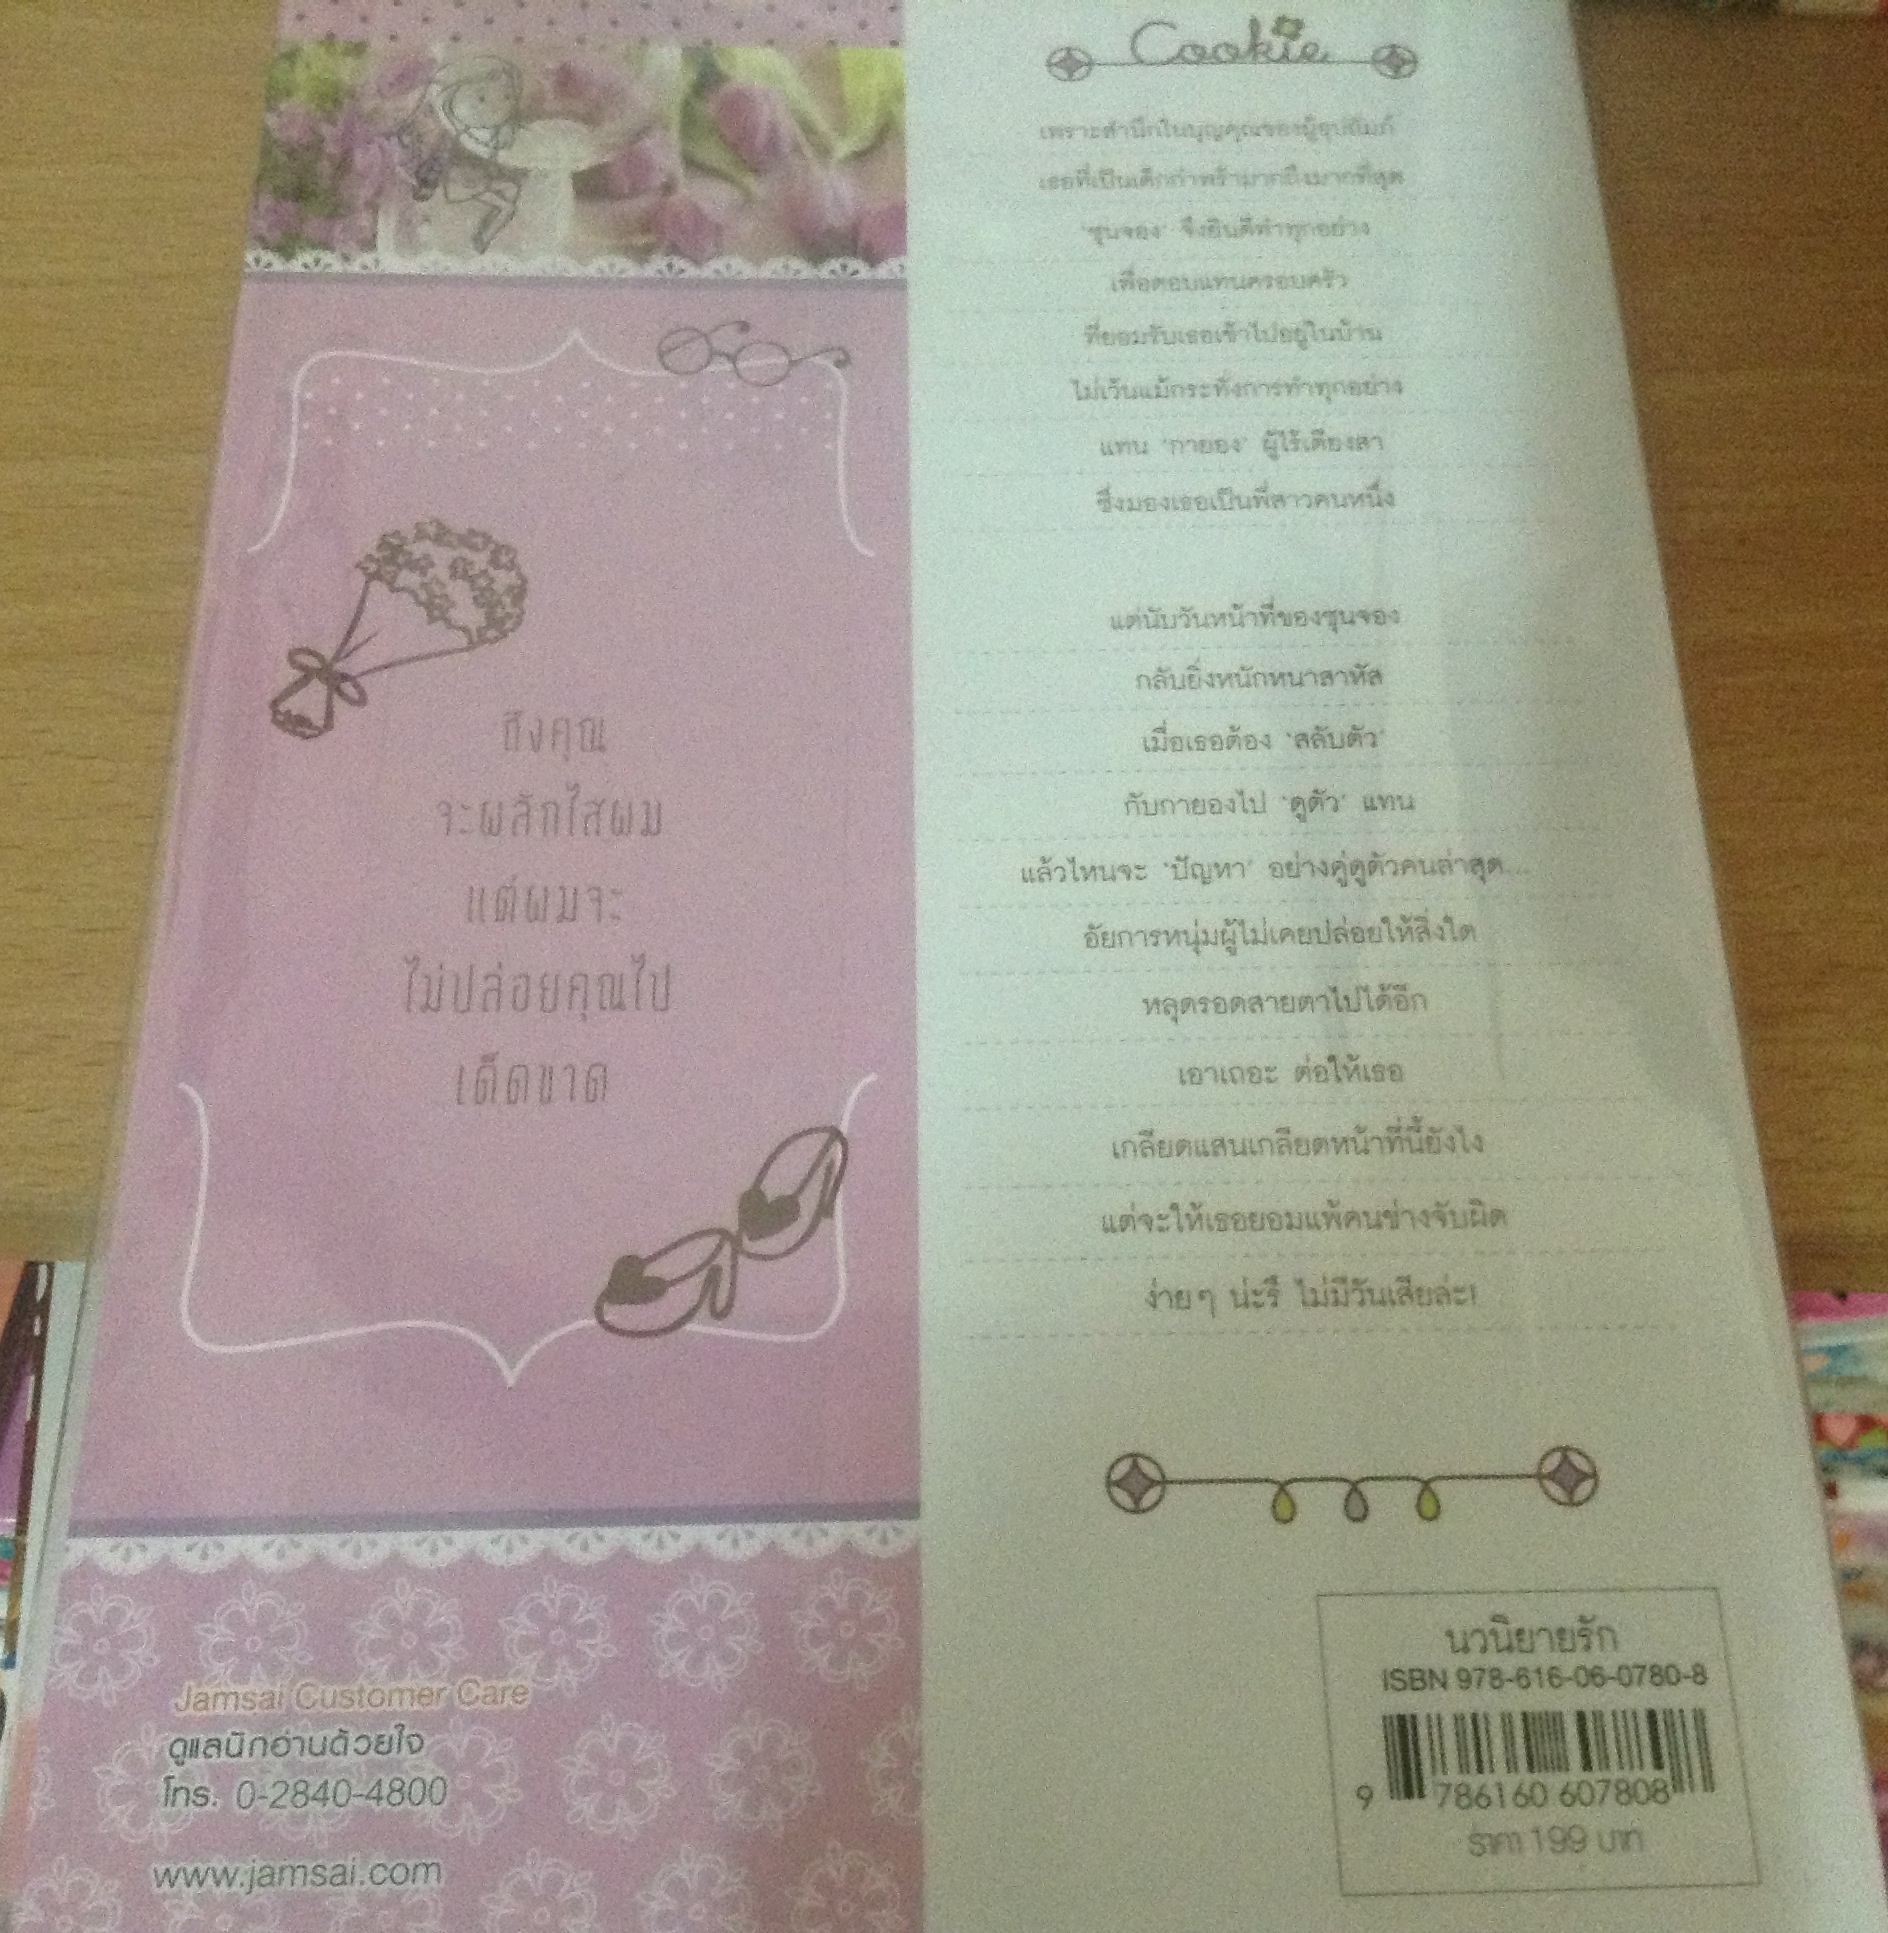 Cookie
เพราะสำนึกในบุญคุณของผู้อุปถัมภ์
เธอที่เป็นเด็กกำพร้ามากถึงมากที่สุด
'ซุนจอง' จึงยินดีทำทุกอย่าง
เพื่อตอบแทนครอบครัว
ที่ยอมรับเธอเข้าไปอยู่ในบ้าน
ไม่เว้นแม้กระทั่งการทำทุกอย่าง
แทน 'กายอง' ผู้ไร้เดียงสา
ซึ่งมองเธอเป็นพี่สาวคนหนึ่ง
แต่นับวันหน้าที่ของซุนจอง
กลับยิ่งหนักหนาสาหัส
เมื่อเธอต้อง 'สลับตัว'
กับกายองไป 'ดูตัว' แทน
แล้วไหนจะ 'ปัญหา' อย่างคู่ดูตัวคนล่าสุด...
อัยการหนุ่มผู้ไม่เคยปล่อยให้สิ่งใด
หลุดรอดสายตาไปได้อีก
เอาเถอะ ต่อให้เธอ
เกลียดแสนเกลียดหน้าที่นี้ยังไง
แต่จะให้เธอยอมแพ้คนช่างจับผิด
ง่ายๆ น่ะรึ ไม่มีวันเสียล่ะ!
ถึงคุณ
จะผลักไสผม
แต่ผมจะ
ไม่ปล่อยคุณไป
เด็ดขาด
Jamsai Customer Care
ดูแลนักอ่านด้วยใจ
โทร. 0-2840-4800
www.jamsai.com
นวนิยายรัก
ISBN 978-616-06-0780-8
9 786160 607808
ราคา 199 บาท